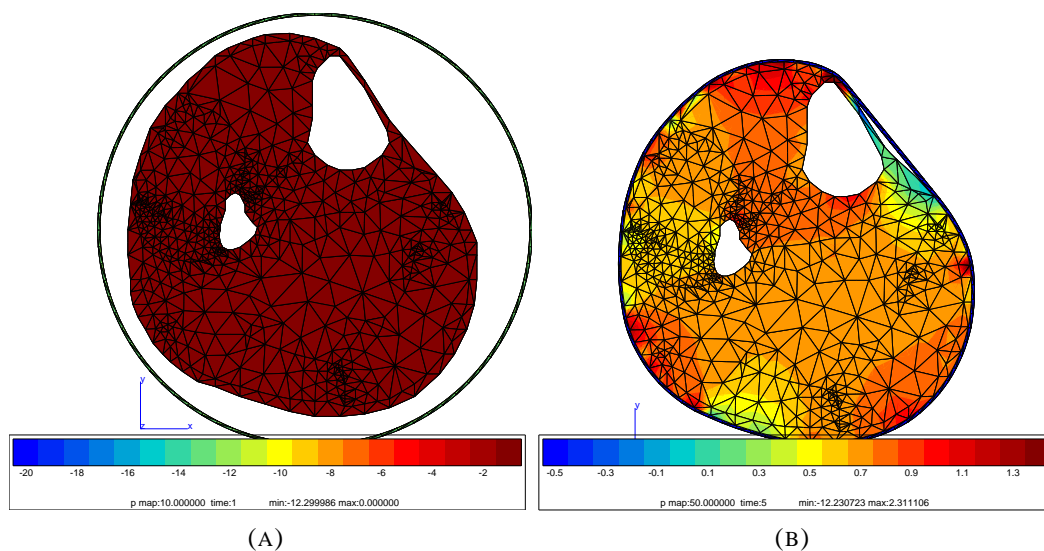 y
z x
-20 -18 -16 -14 -12 -10 -8 -6 -4 -2
p map:10.000000 time:1 min:-12.299986 max:0.000000
(A)
y
-0.5 -0.3 -0.1 0.1 0.3 0.5 0.7 0.9 1.1 1.3
p map:50.000000 time:5 min:-12.230723 max:2.311106
(B)